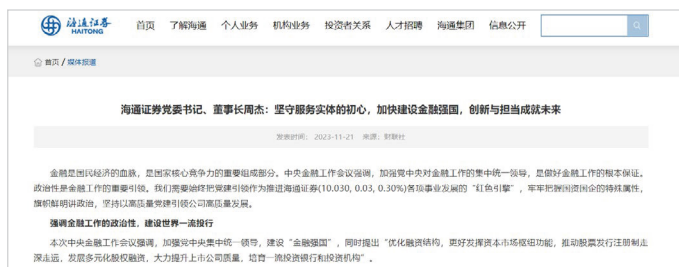 海通证券
HAITONG
首页 了解海通 个人业务 机构业务 投资者关系 人才招聘 海通集团 信息公开
首页 / 媒体报道
海通证券党委书记、董事长周杰：坚守服务实体的初心，加快建设金融强国，创新与担当成就未来
发表时间： 2023-11-21 来源：财联社
金融是国民经济的血脉，是国家核心竞争力的重要组成部分。中央金融工作会议强调，加强党中央对金融工作的集中统一领导，是做好金融工作的根本保证。
政治性是金融工作的重要引领。我们需要始终把党建引领作为推进海通证券(10.030, 0.03, 0.30%)各项事业发展的“红色引擎”，牢牢把握国资国企的特殊属性，
旗帜鲜明讲政治，坚持以高质量党建引领公司高质量发展。
强调金融工作的政治性，建设世界一流投行
本次中央金融工作会议强调，加强党中央集中统一领导，建设“金融强国”，同时提出“优化融资结构，更好发挥资本市场枢纽功能，推动股票发行注册制走
深走远，发展多元化股权融资，大力提升上市公司质量，培育一流投资银行和投资机构”。